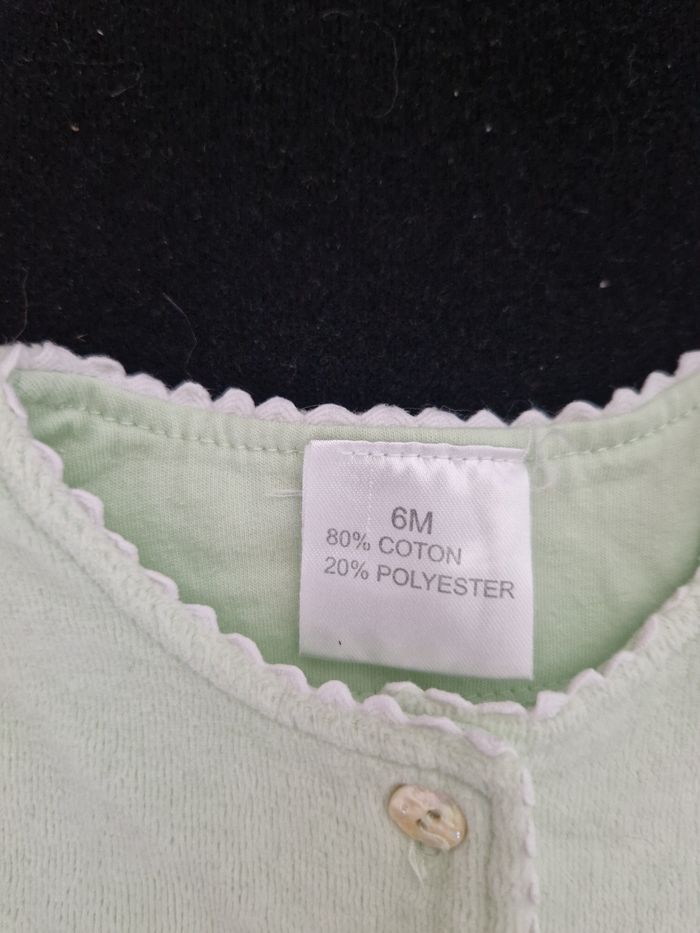 6M
80% COTON
20% POLYESTER